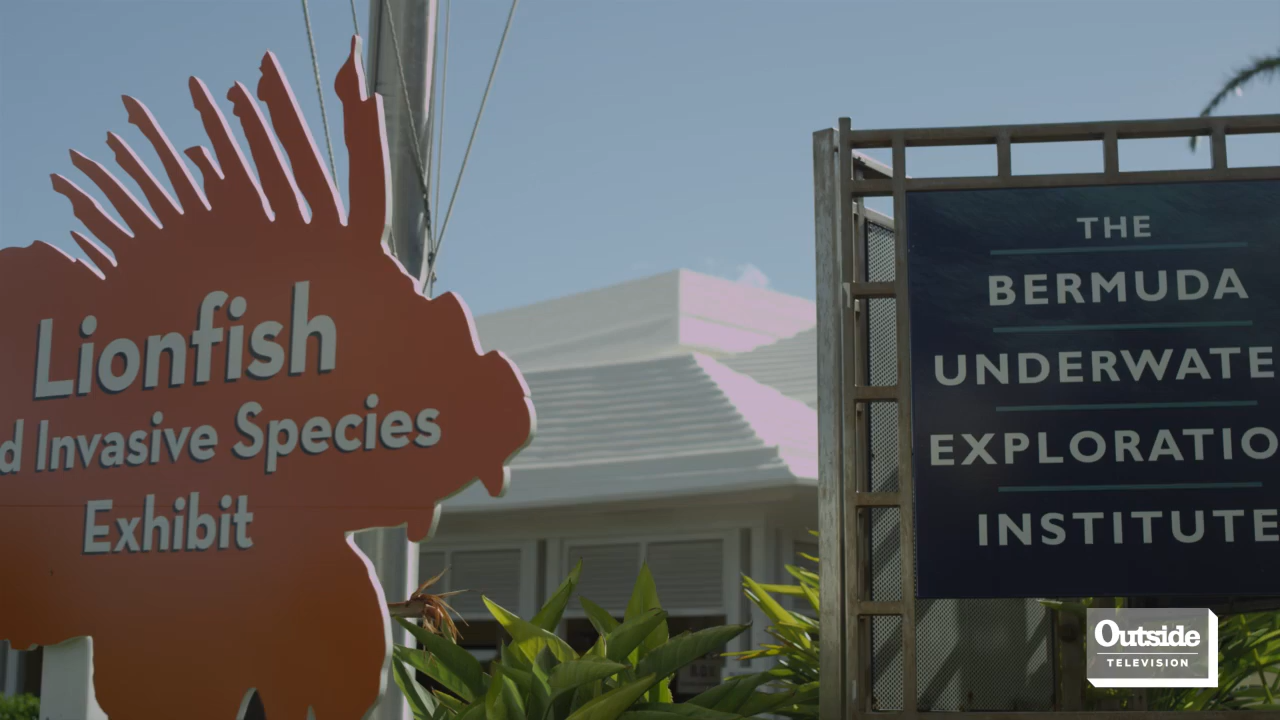 Lionfish
d Invasive Species
Exhibit
THE
BERMUDA
UNDERWATE
EXPLORATIO
INSTITUTE
Outside
TELEVISION